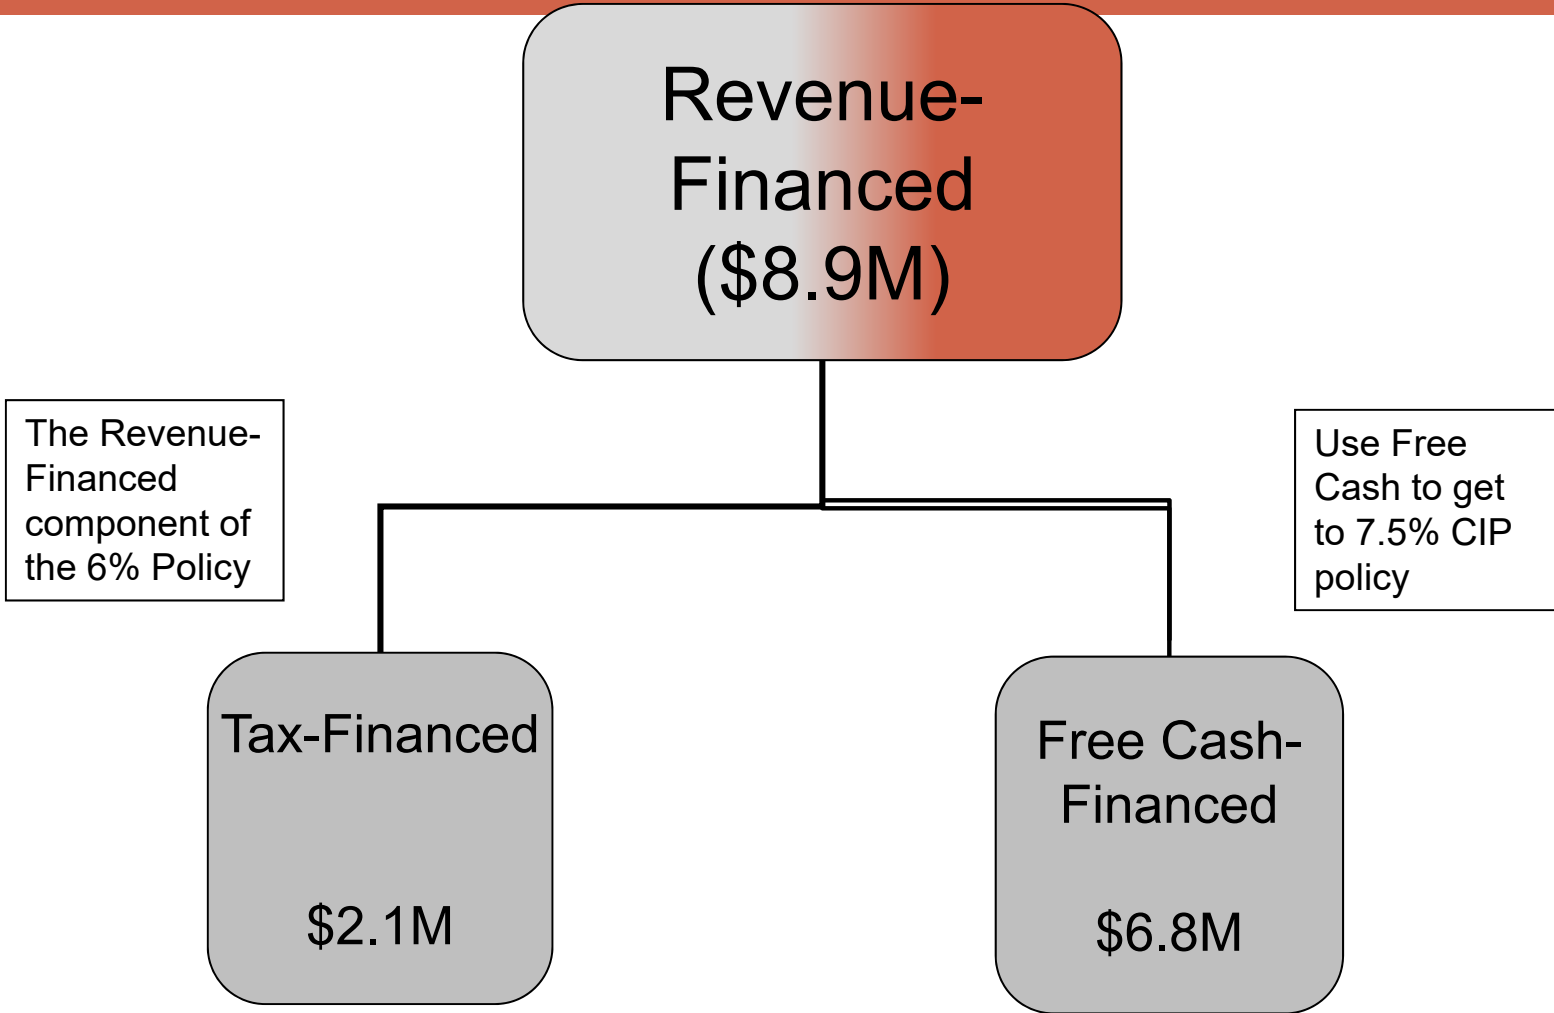 Revenue-
Financed
($8.9M)
The Revenue-
Financed
component of
the 6% Policy
Use Free
Cash to get
to 7.5% CIP
policy
Tax-Financed
$2.1M
Free Cash-
Financed
$6.8M